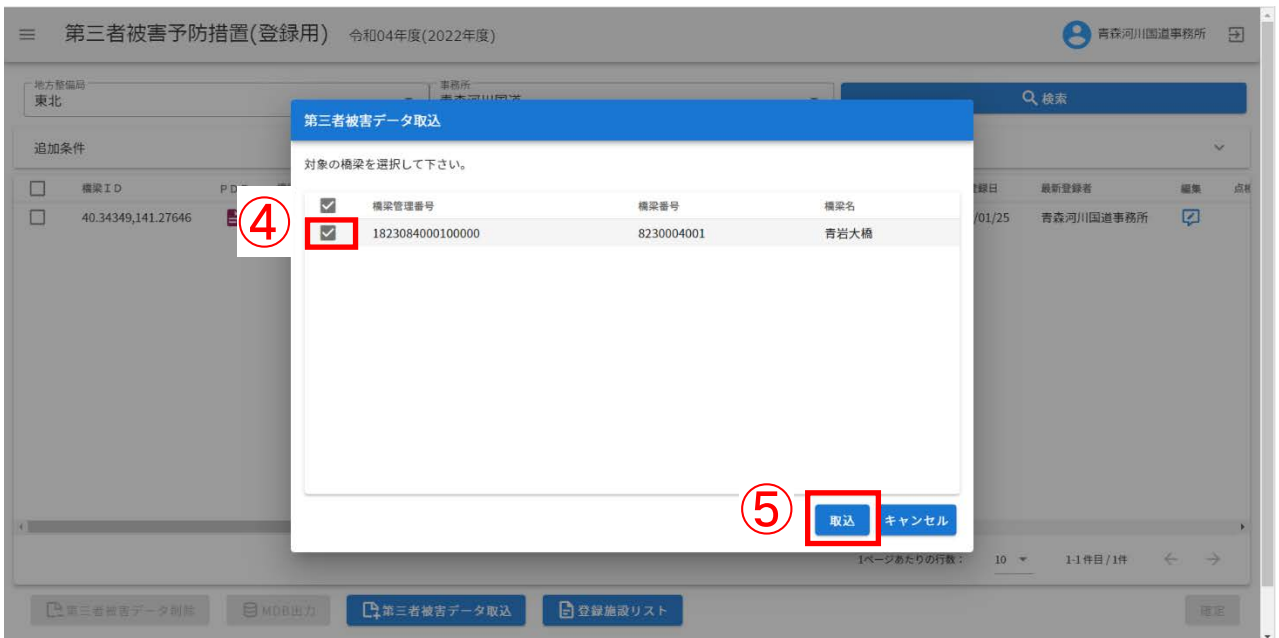 第三者被害予防措置(登録用) 令和04年度(2022年度) 青森河川国道事務所
地方整備局 事務所
東北 検索
第三者被害データ取込
追加条件
対象の橋梁を選択して下さい。
橋梁ID 最新登録者 編集
④ 橋梁管理番号 橋梁番号 橋梁名
40.34349,141.27646 /01/25 青森河川国道事務所
1823084000100000 8230004001 青岩大橋
⑤ 取込 キャンセル
1ページあたりの行数: 10 1-1 件目 / 1件
第三者被害データ削除 MDB出力 第三者被害データ取込 登録施設リスト 確定